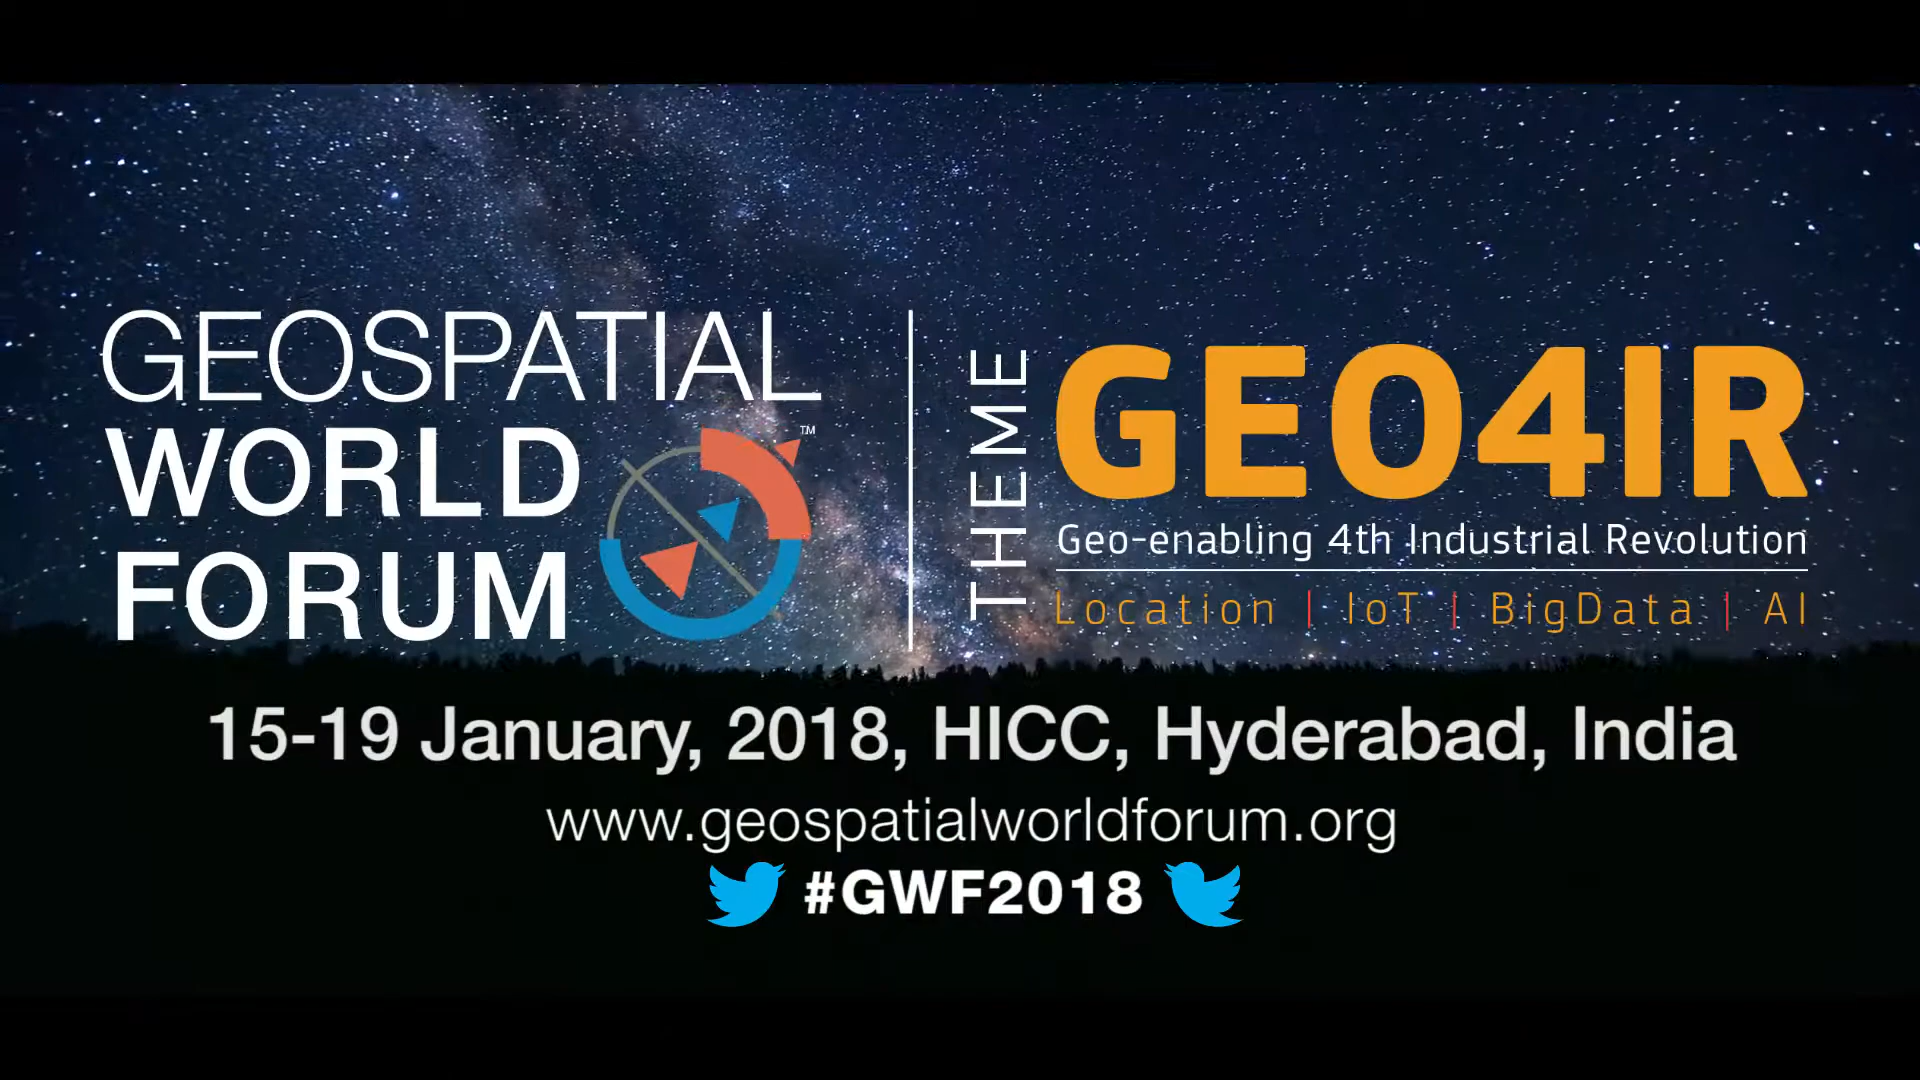 GEOSPATIAL
WORLD
FORUM
™
THEME
GEO4IR
Geo-enabling 4th Industrial Revolution
Location | IoT | BigData | AI
15-19 January, 2018, HICC, Hyderabad, India
www.geospatialworldforum.org
#GWF2018